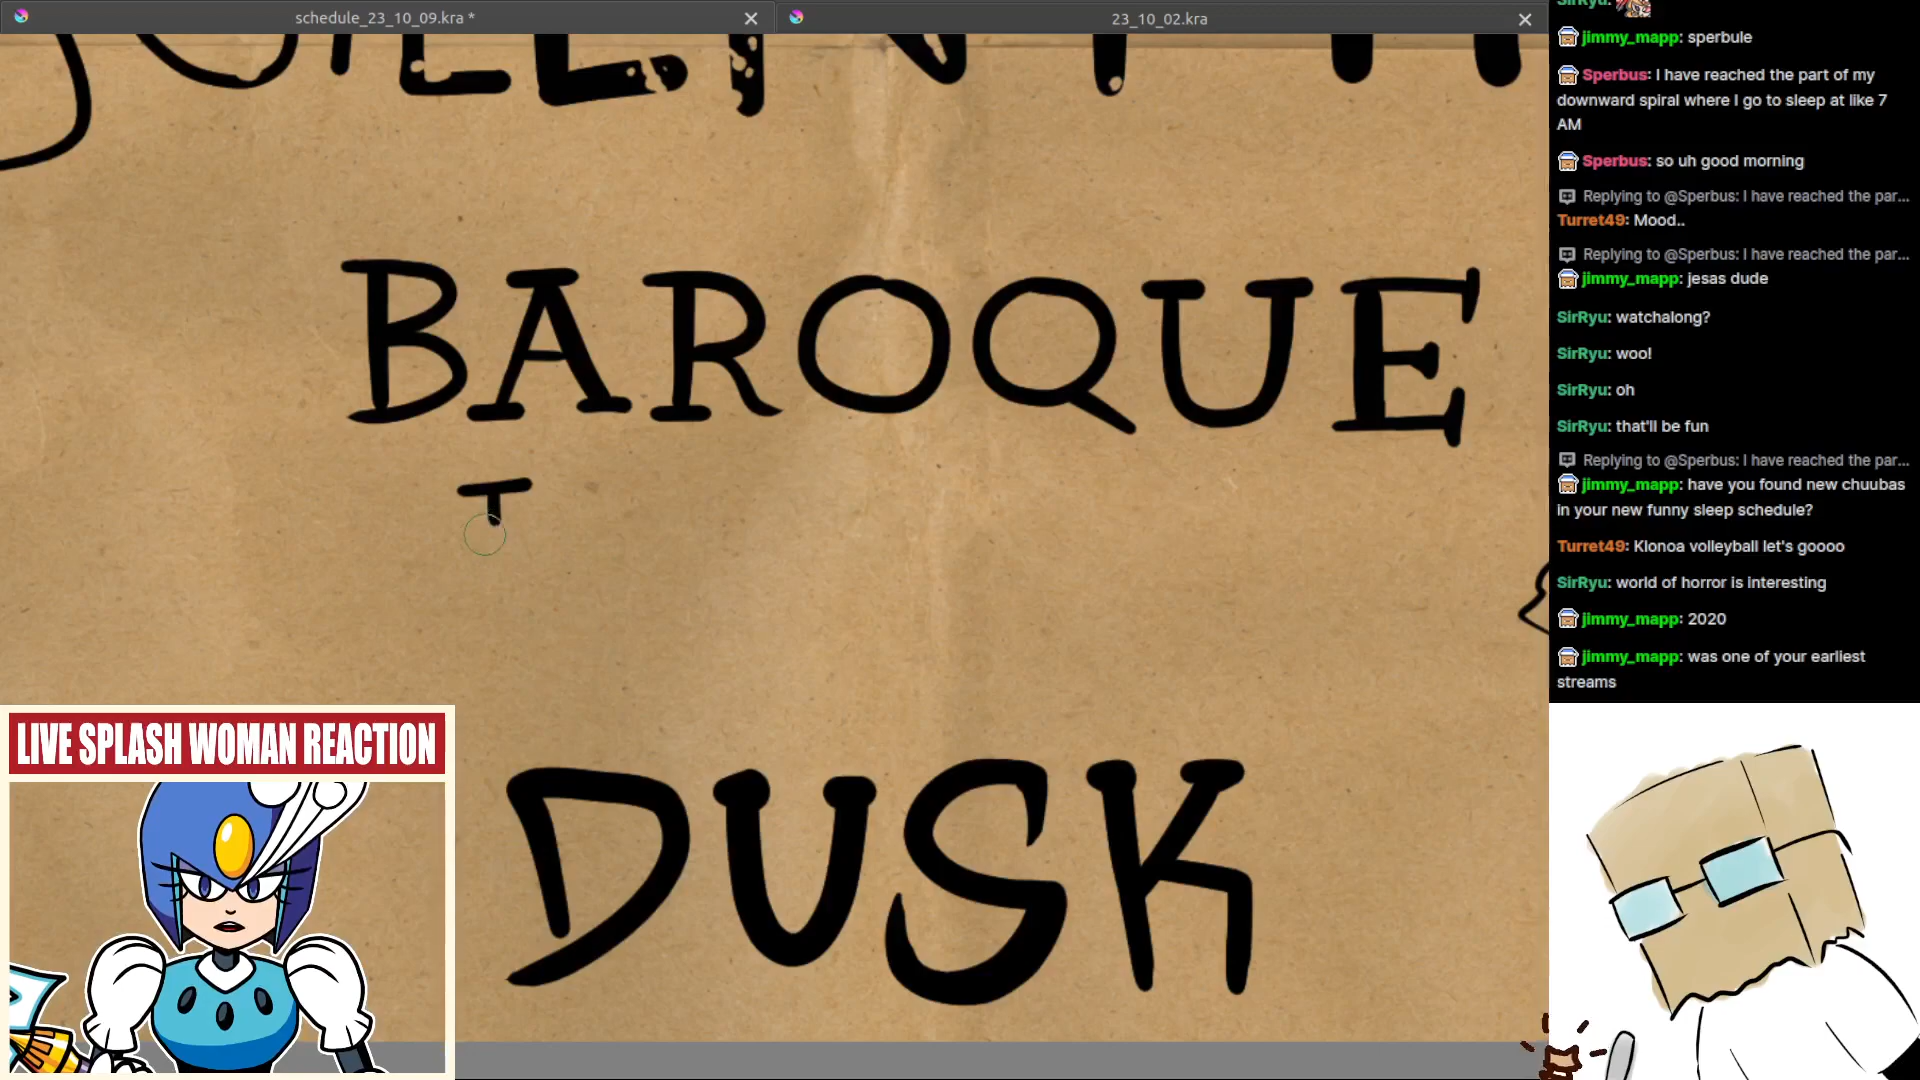 schedule_23_10_09.kra *
23_10_02.kra
BAROQUE
T
DUSK
LIVE SPLASH WOMAN REACTION
jimmy_mapp: sperbule
Sperbus: I have reached the part of my
downward spiral where I go to sleep at like 7
AM
Sperbus: so uh good morning
Replying to @Sperbus: I have reached the par...
Turret49: Mood..
Replying to @Sperbus: I have reached the par...
jimmy_mapp: jesas dude
SirRyu: watchalong?
SirRyu: woo!
SirRyu: oh
SirRyu: that'll be fun
Replying to @Sperbus: I have reached the par...
jimmy_mapp: have you found new chuubas
in your new funny sleep schedule?
Turret49: Klonoa volleyball let's goooo
SirRyu: world of horror is interesting
jimmy_mapp: 2020
jimmy_mapp: was one of your earliest
streams